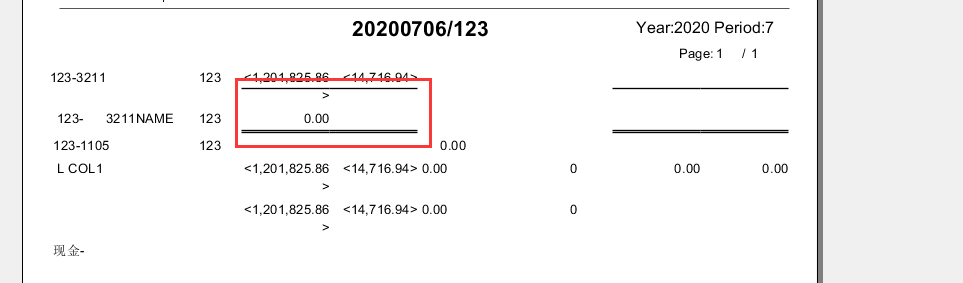 20200706/123 Year:2020 Period:7
Page: 1 / 1
123-3211 123 <1,201,825.86 <14,716.94>
>
123- 3211NAME 123 0.00
123-1105 123 0.00
L COL1 <1,201,825.86 <14,716.94> 0.00 0 0.00 0.00
>
<1,201,825.86 <14,716.94> 0.00 0
>
现金-